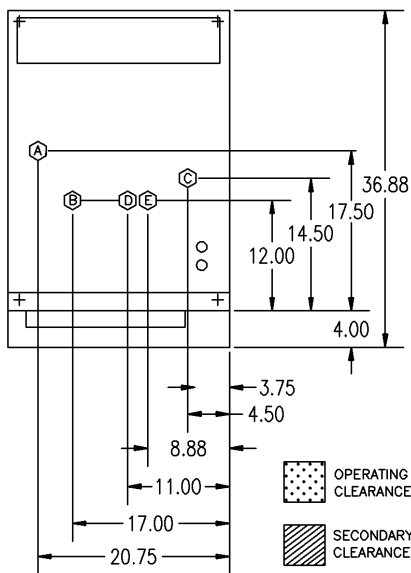 A
C
B D E
36.88
17.50
14.50
12.00
4.00
3.75
4.50
8.88
11.00
17.00
20.75
OPERATING
CLEARANCE
SECONDARY
CLEARANCE